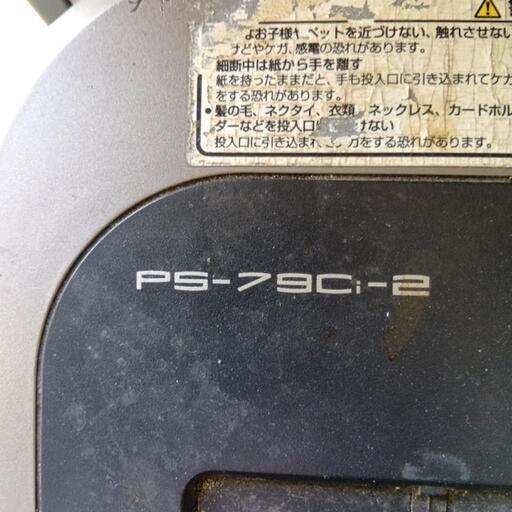 お子様、ペットを近づけない、触れさせない
などやケガ、感電の恐れがあります。
細断中は紙から手を離す
紙を持ったままだと、手も投入口に引き込まれてケガ
をする恐れがあります。
・髪の毛、ネクタイ、衣類、ネックレス、カードホル
ダーなどを投入口に けない
投入口に引き込まれ ガをする恐れがあります。
PS-79Ci-2